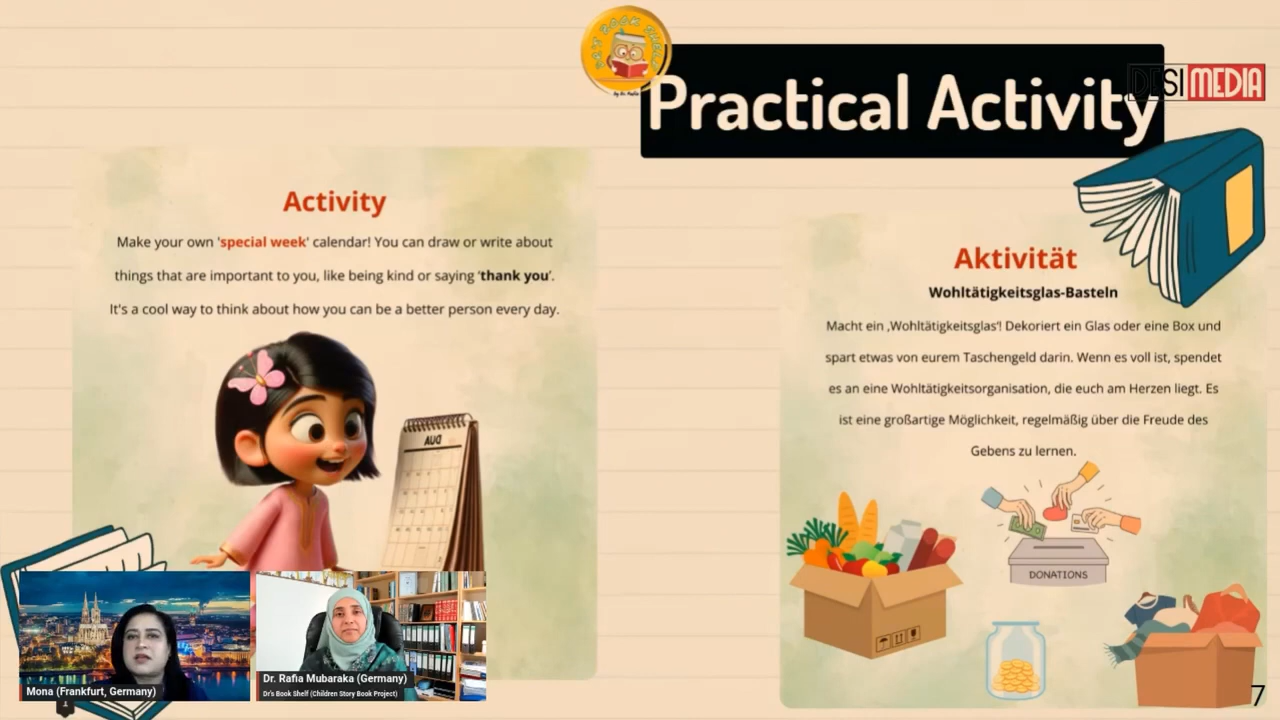 DR'S BOOK SHELF
Practical Activity
DESI MEDIA
Activity
Make your own 'special week' calendar! You can draw or write about
things that are important to you, like being kind or saying 'thank you'.
It's a cool way to think about how you can be a better person every day.
AUG
Aktivität
Wohltätigkeitsglas-Basteln
Macht ein ‚Wohltätigkeitsglas'! Dekoriert ein Glas oder eine Box und
spart etwas von eurem Taschengeld darin. Wenn es voll ist, spendet
es an eine Wohltätigkeitsorganisation, die euch am Herzen liegt. Es
ist eine großartige Möglichkeit, regelmäßig über die Freude des
Gebens zu lernen.
DONATIONS
Mona (Frankfurt, Germany)
Dr. Rafia Mubaraka (Germany)
Dr's Book Shelf (Children Story Book Project)
7